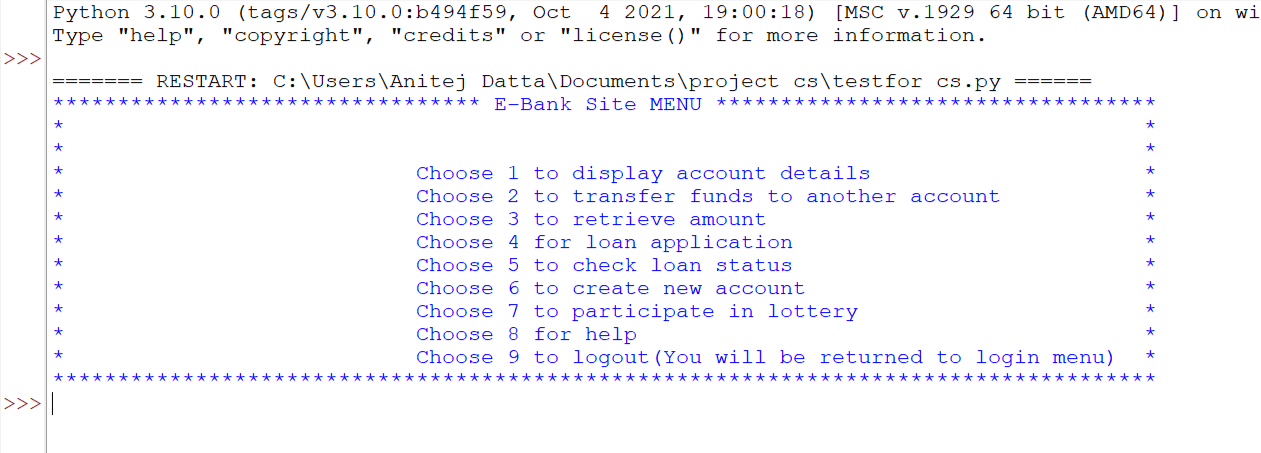 Python 3.10.0 (tags/v3.10.0:b494f59, Oct  4 2021, 19:00:18) [MSC v.1929 64 bit (AMD64)] on wi
Type "help", "copyright", "credits" or "license()" for more information.
>>>
======= RESTART: C:\Users\Anitej Datta\Documents\project cs\testfor cs.py ======
********************************* E-Bank Site MENU **********************************
* *
* *
* Choose 1 to display account details *
* Choose 2 to transfer funds to another account *
* Choose 3 to retrieve amount *
* Choose 4 for loan application *
* Choose 5 to check loan status *
* Choose 6 to create new account *
* Choose 7 to participate in lottery *
* Choose 8 for help *
* Choose 9 to logout(You will be returned to login menu) *
*************************************************************************************
>>>